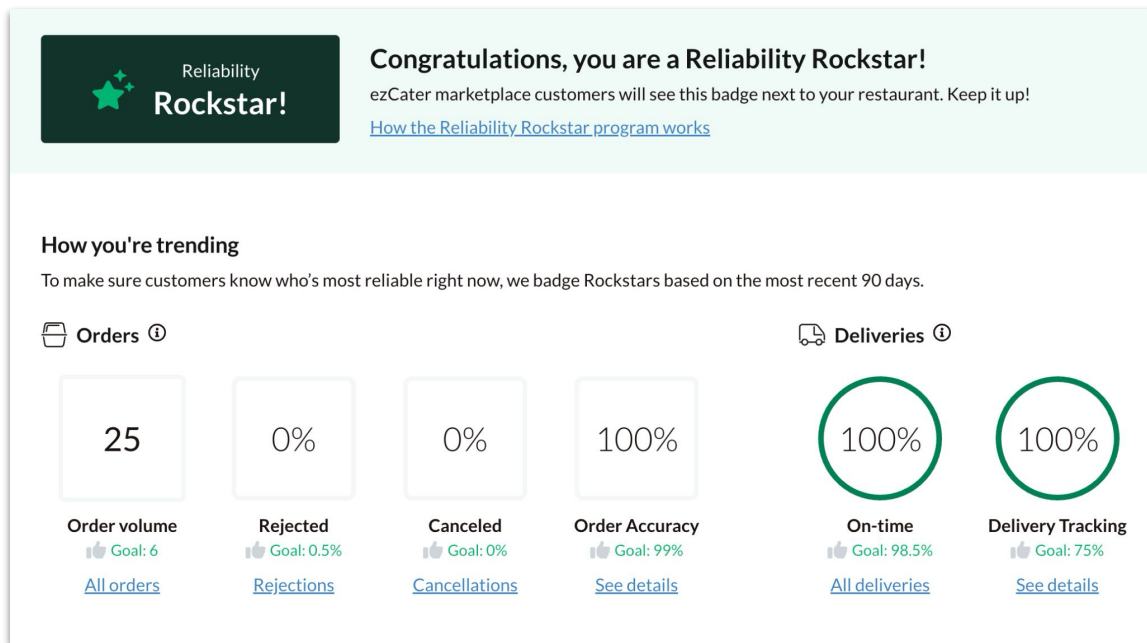 Reliability
Rockstar!
Congratulations, you are a Reliability Rockstar!
ezCater marketplace customers will see this badge next to your restaurant. Keep it up!
How the Reliability Rockstar program works
How you're trending
To make sure customers know who’s most reliable right now, we badge Rockstars based on the most recent 90 days.
Orders
25
Order volume
Goal: 6
All orders
0%
Rejected
Goal: 0.5%
Rejections
0%
Canceled
Goal: 0%
Cancellations
100%
Order Accuracy
Goal: 99%
See details
Deliveries
100%
On-time
Goal: 98.5%
All deliveries
100%
Delivery Tracking
Goal: 75%
See details